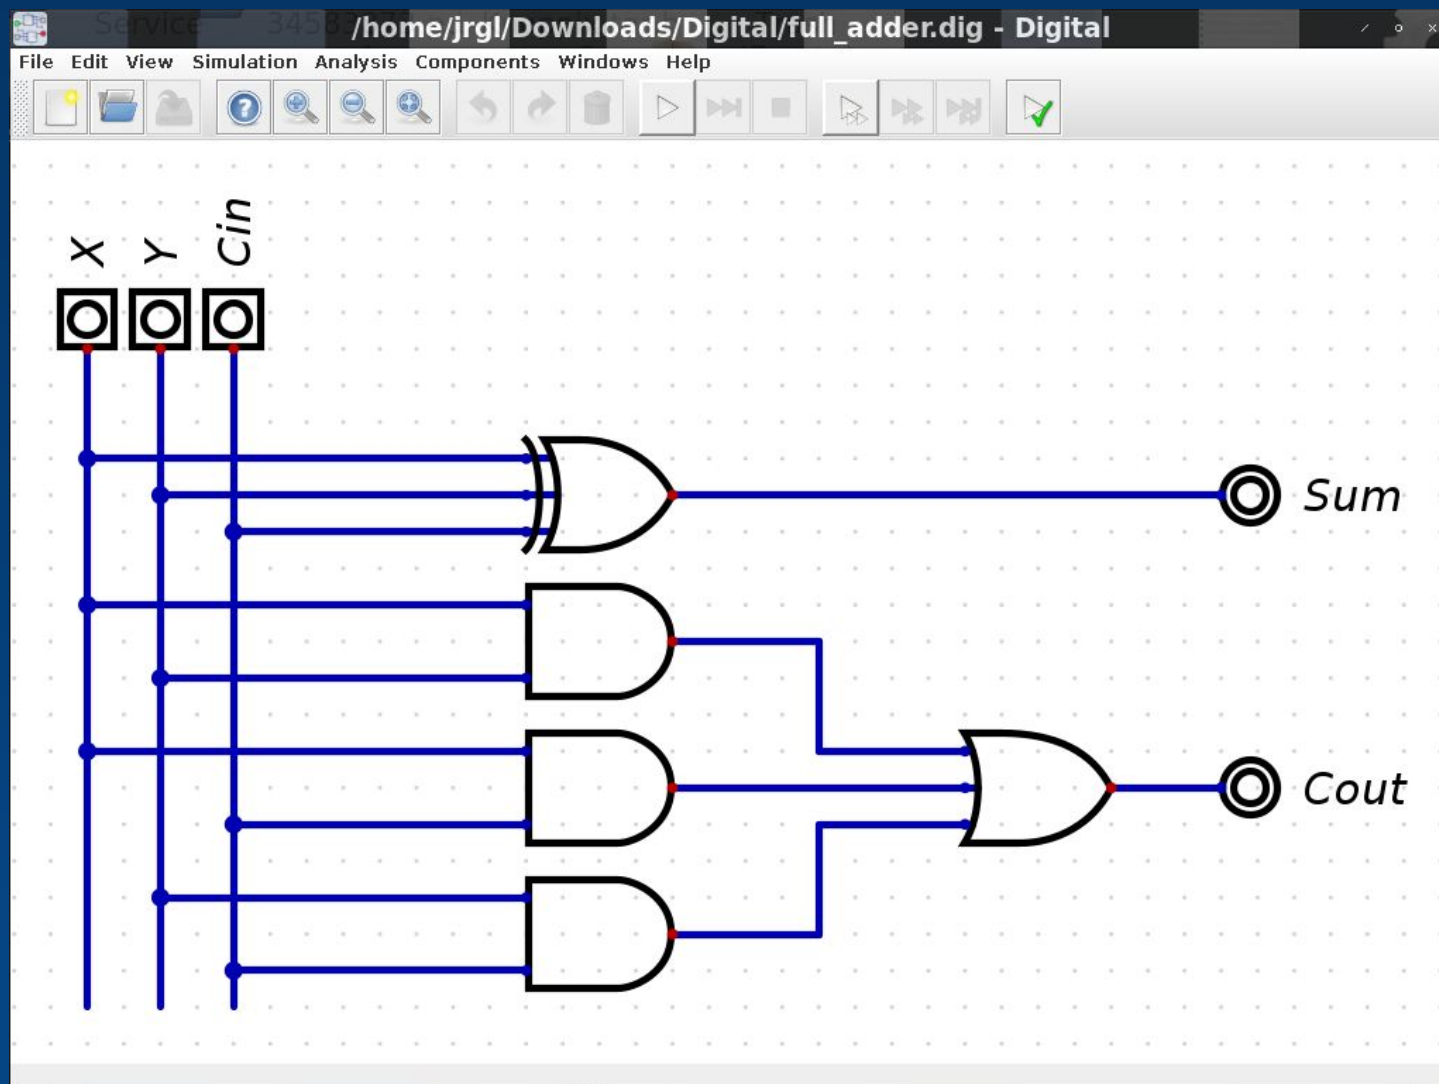 /home/jrgl/Downloads/Digital/full_adder.dig - Digital
File Edit View Simulation Analysis Components Windows Help
X Y Cin
Sum
Cout